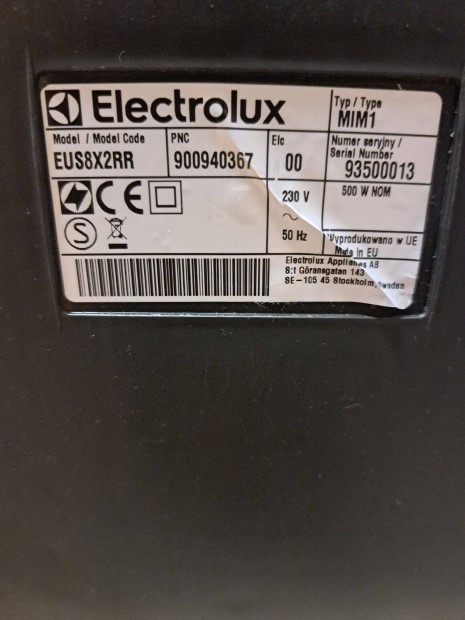 Electrolux
Typ / Type
MIM1
Model / Model Code
EUS8X2RR
PNC
900940367
Elc
00
Numer seryjny /
Serial Number
93500013
230 V
~
50 Hz
500 W NOM
CE
S
Wyprodukowano w UE
Made in EU
Electrolux Appliances AB
S:t Göransgatan 143
SE-105 45 Stockholm, Sweden